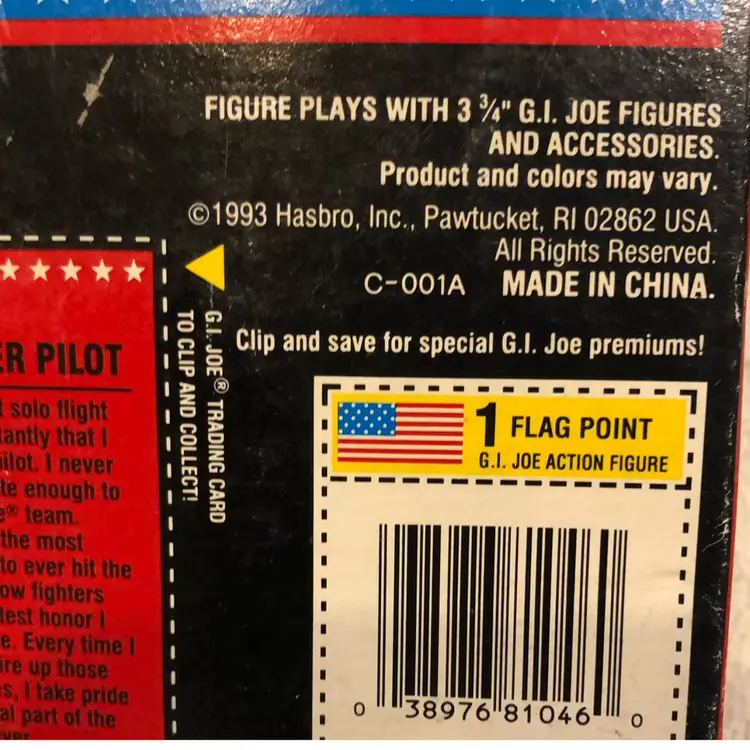 FIGURE PLAYS WITH 3 ¾" G.I. JOE FIGURES
AND ACCESSORIES.
Product and colors may vary.
©1993 Hasbro, Inc., Pawtucket, RI 02862 USA.
All Rights Reserved.
C-001A MADE IN CHINA.
G.I. JOE® TRADING CARD
TO CLIP AND COLLECT!
Clip and save for special G.I. Joe premiums!
1 FLAG POINT
G.I. JOE ACTION FIGURE
0 38976 81046 0
ER PILOT
solo flight
antly that I
ilot. I never
te enough to
e® team.
the most
to ever hit the
ow fighters
test honor I
e. Every time I
ire up those
s, I take pride
al part of the